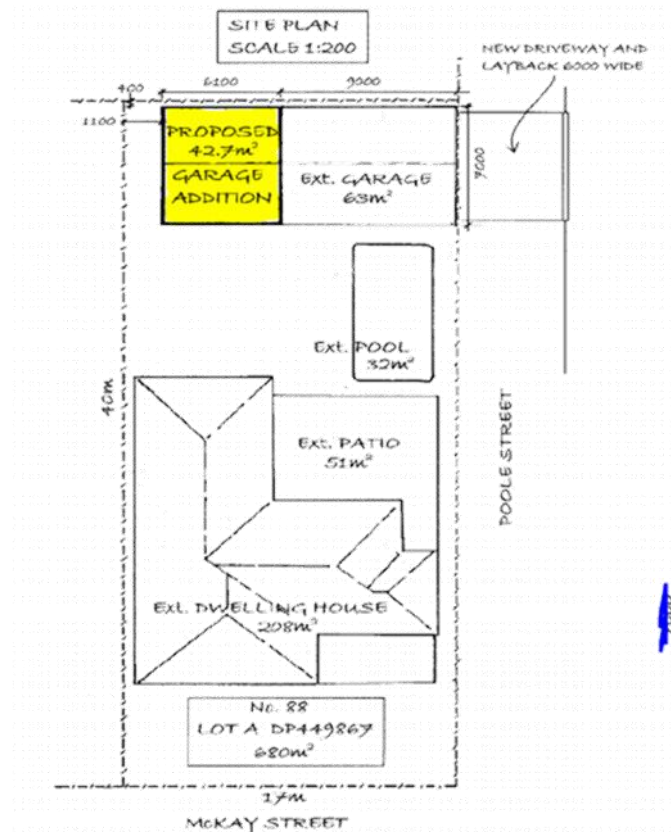 SITE PLAN
SCALE 1:200
NEW DRIVEWAY AND
LAYBACK 6000 WIDE
400
6100
9000
1100
PROPOSED
42.7m²
GARAGE
ADDITION
Ext. GARAGE
63m²
7000
Ext. POOL
32m²
40m
Ext. PATIO
51m²
POOLE STREET
Ext. DWELLING HOUSE
208m²
No. 88
LOT A DP449867
680m²
17m
McKAY STREET